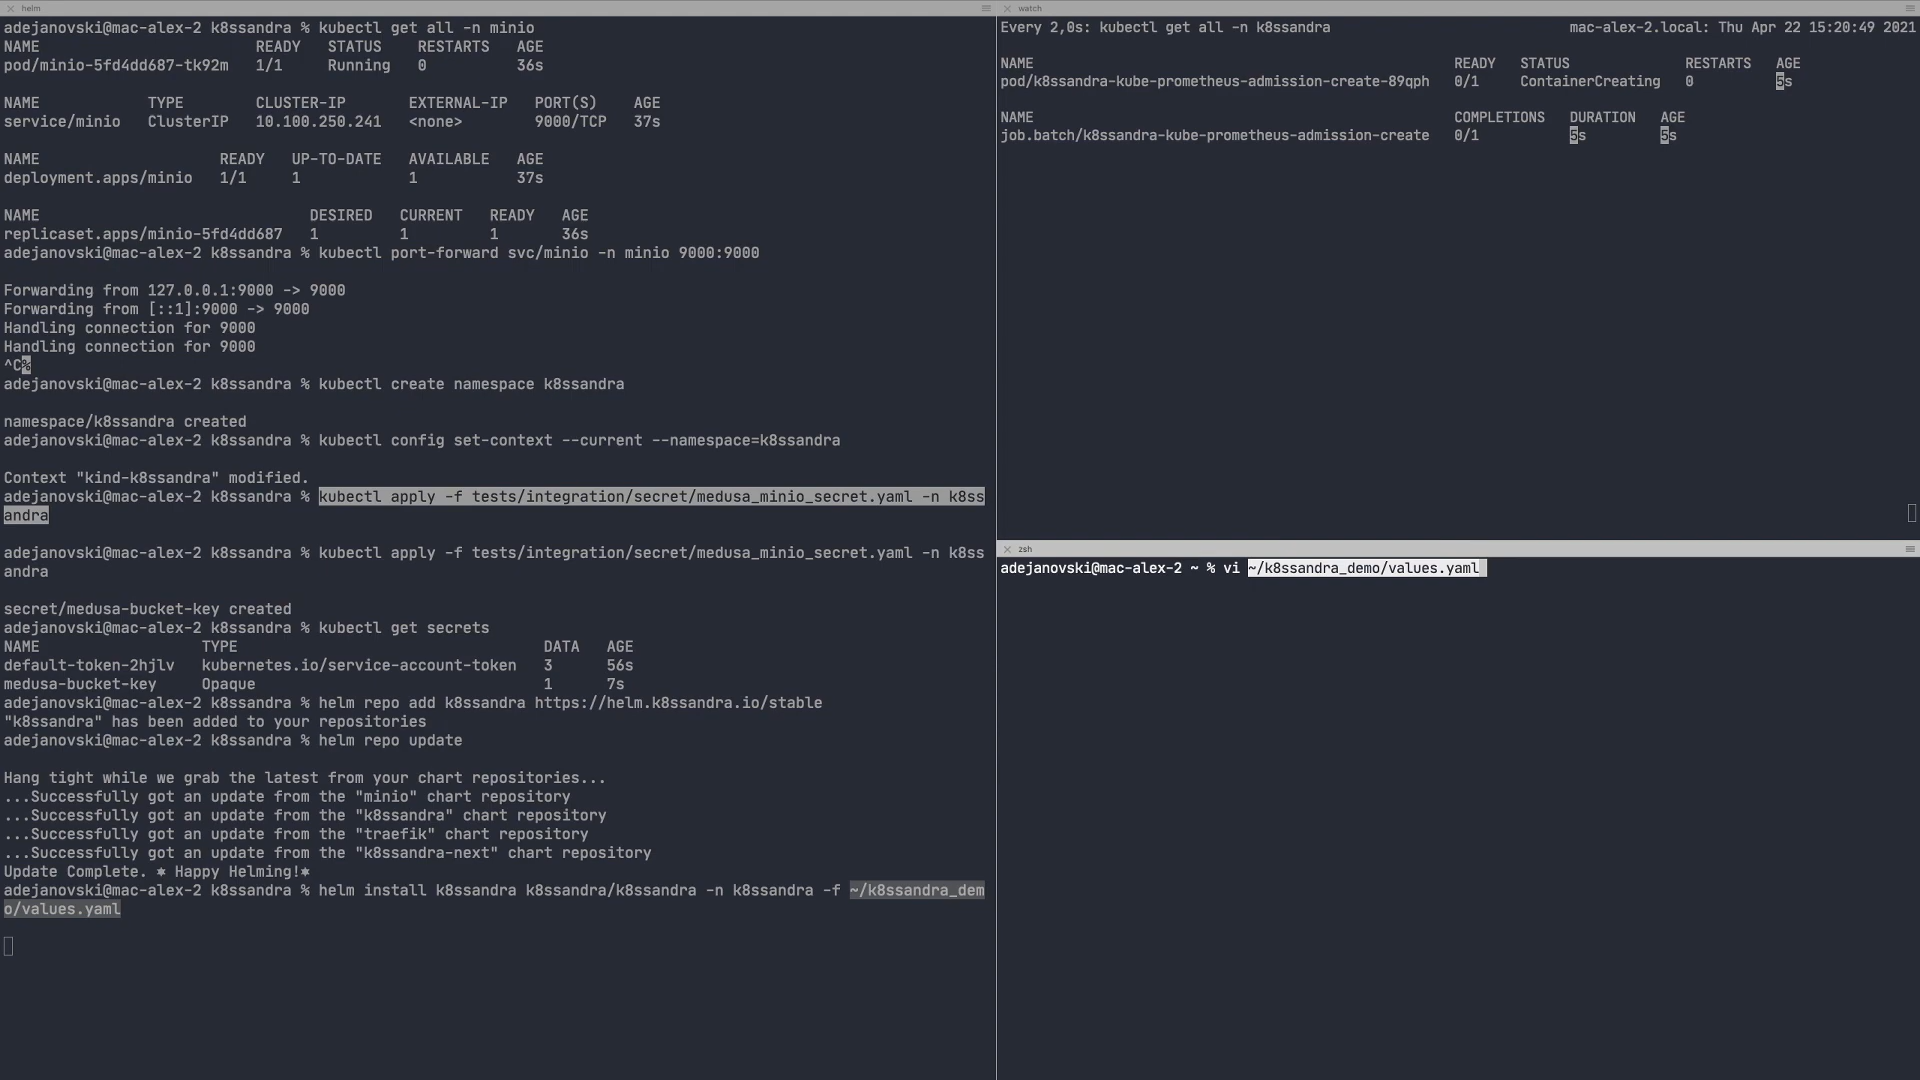 helm
adejanovski@mac-alex-2 k8ssandra % kubectl get all -n minio
NAME READY STATUS RESTARTS AGE
pod/minio-5fd4dd687-tk92m 1/1 Running 0 36s
NAME TYPE CLUSTER-IP EXTERNAL-IP PORT(S) AGE
service/minio ClusterIP 10.100.250.241 <none> 9000/TCP 37s
NAME READY UP-TO-DATE AVAILABLE AGE
deployment.apps/minio 1/1 1 1 37s
NAME DESIRED CURRENT READY AGE
replicaset.apps/minio-5fd4dd687 1 1 1 36s
adejanovski@mac-alex-2 k8ssandra % kubectl port-forward svc/minio -n minio 9000:9000
Forwarding from 127.0.0.1:9000 -> 9000
Forwarding from [::1]:9000 -> 9000
Handling connection for 9000
Handling connection for 9000
^C%
adejanovski@mac-alex-2 k8ssandra % kubectl create namespace k8ssandra
namespace/k8ssandra created
adejanovski@mac-alex-2 k8ssandra % kubectl config set-context --current --namespace=k8ssandra
Context "kind-k8ssandra" modified.
adejanovski@mac-alex-2 k8ssandra % kubectl apply -f tests/integration/secret/medusa_minio_secret.yaml -n k8ss
andra
adejanovski@mac-alex-2 k8ssandra % kubectl apply -f tests/integration/secret/medusa_minio_secret.yaml -n k8ss
andra
secret/medusa-bucket-key created
adejanovski@mac-alex-2 k8ssandra % kubectl get secrets
NAME TYPE DATA AGE
default-token-2hjlv kubernetes.io/service-account-token 3 56s
medusa-bucket-key Opaque 1 7s
adejanovski@mac-alex-2 k8ssandra % helm repo add k8ssandra https://helm.k8ssandra.io/stable
"k8ssandra" has been added to your repositories
adejanovski@mac-alex-2 k8ssandra % helm repo update
Hang tight while we grab the latest from your chart repositories...
...Successfully got an update from the "minio" chart repository
...Successfully got an update from the "k8ssandra" chart repository
...Successfully got an update from the "traefik" chart repository
...Successfully got an update from the "k8ssandra-next" chart repository
Update Complete. ⎈ Happy Helming!⎈
adejanovski@mac-alex-2 k8ssandra % helm install k8ssandra k8ssandra/k8ssandra -n k8ssandra -f ~/k8ssandra_dem
o/values.yaml
watch
Every 2,0s: kubectl get all -n k8ssandra mac-alex-2.local: Thu Apr 22 15:20:49 2021
NAME READY STATUS RESTARTS AGE
pod/k8ssandra-kube-prometheus-admission-create-89qph 0/1 ContainerCreating 0 5s
NAME COMPLETIONS DURATION AGE
job.batch/k8ssandra-kube-prometheus-admission-create 0/1 5s 5s
zsh
adejanovski@mac-alex-2 ~ % vi ~/k8ssandra_demo/values.yaml